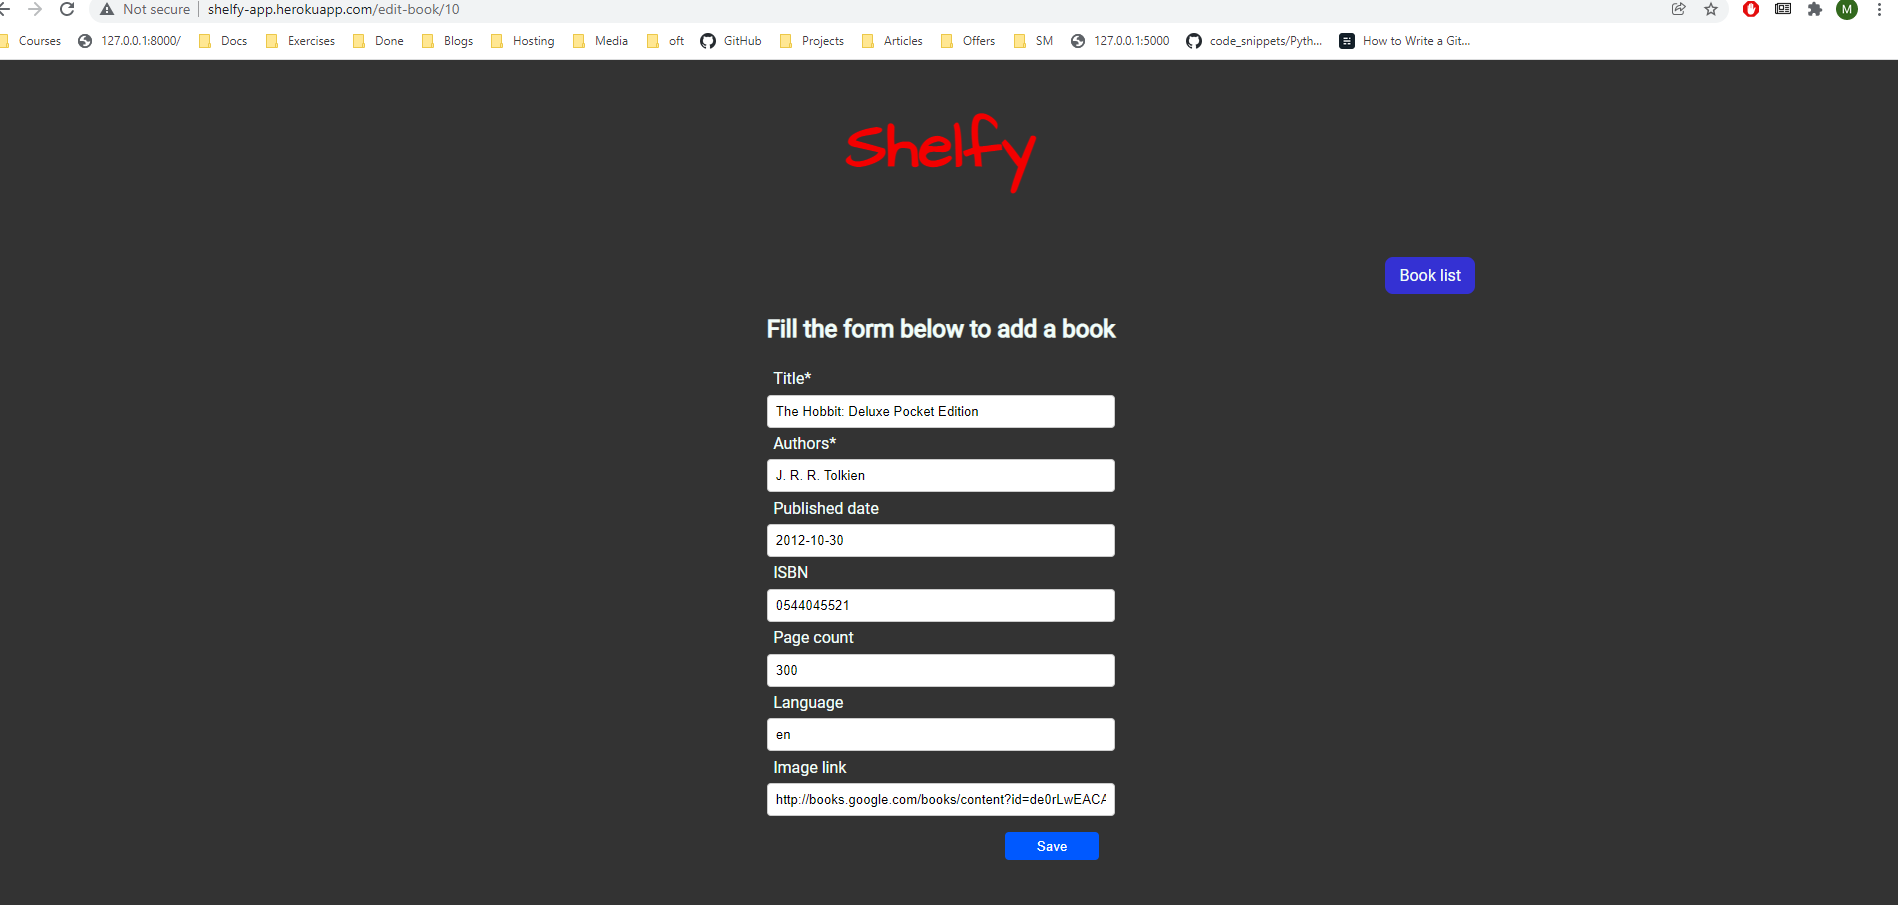 Not secure shelfy-app.herokuapp.com/edit-book/10 M
Courses 127.0.0.1:8000/ Docs Exercises Done Blogs Hosting Media oft GitHub Projects Articles Offers SM 127.0.0.1:5000 code_snippets/Pyth... How to Write a Git...
Shelfy
Book list
Fill the form below to add a book
Title*
The Hobbit: Deluxe Pocket Edition
Authors*
J. R. R. Tolkien
Published date
2012-10-30
ISBN
0544045521
Page count
300
Language
en
Image link
http://books.google.com/books/content?id=de0rLwEACA
Save